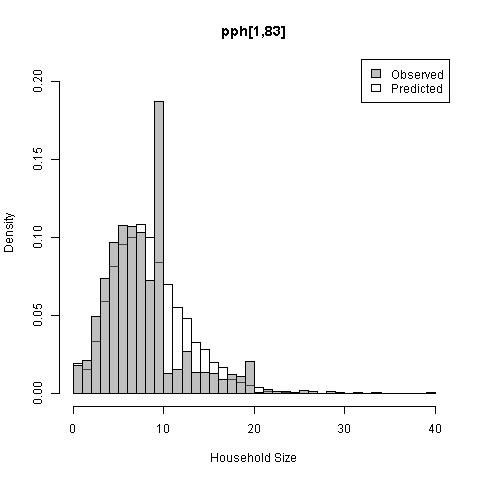 pph[1,83]
Observed
Predicted
Density
0.20
0.15
0.10
0.05
0.00
0 10 20 30 40
Household Size